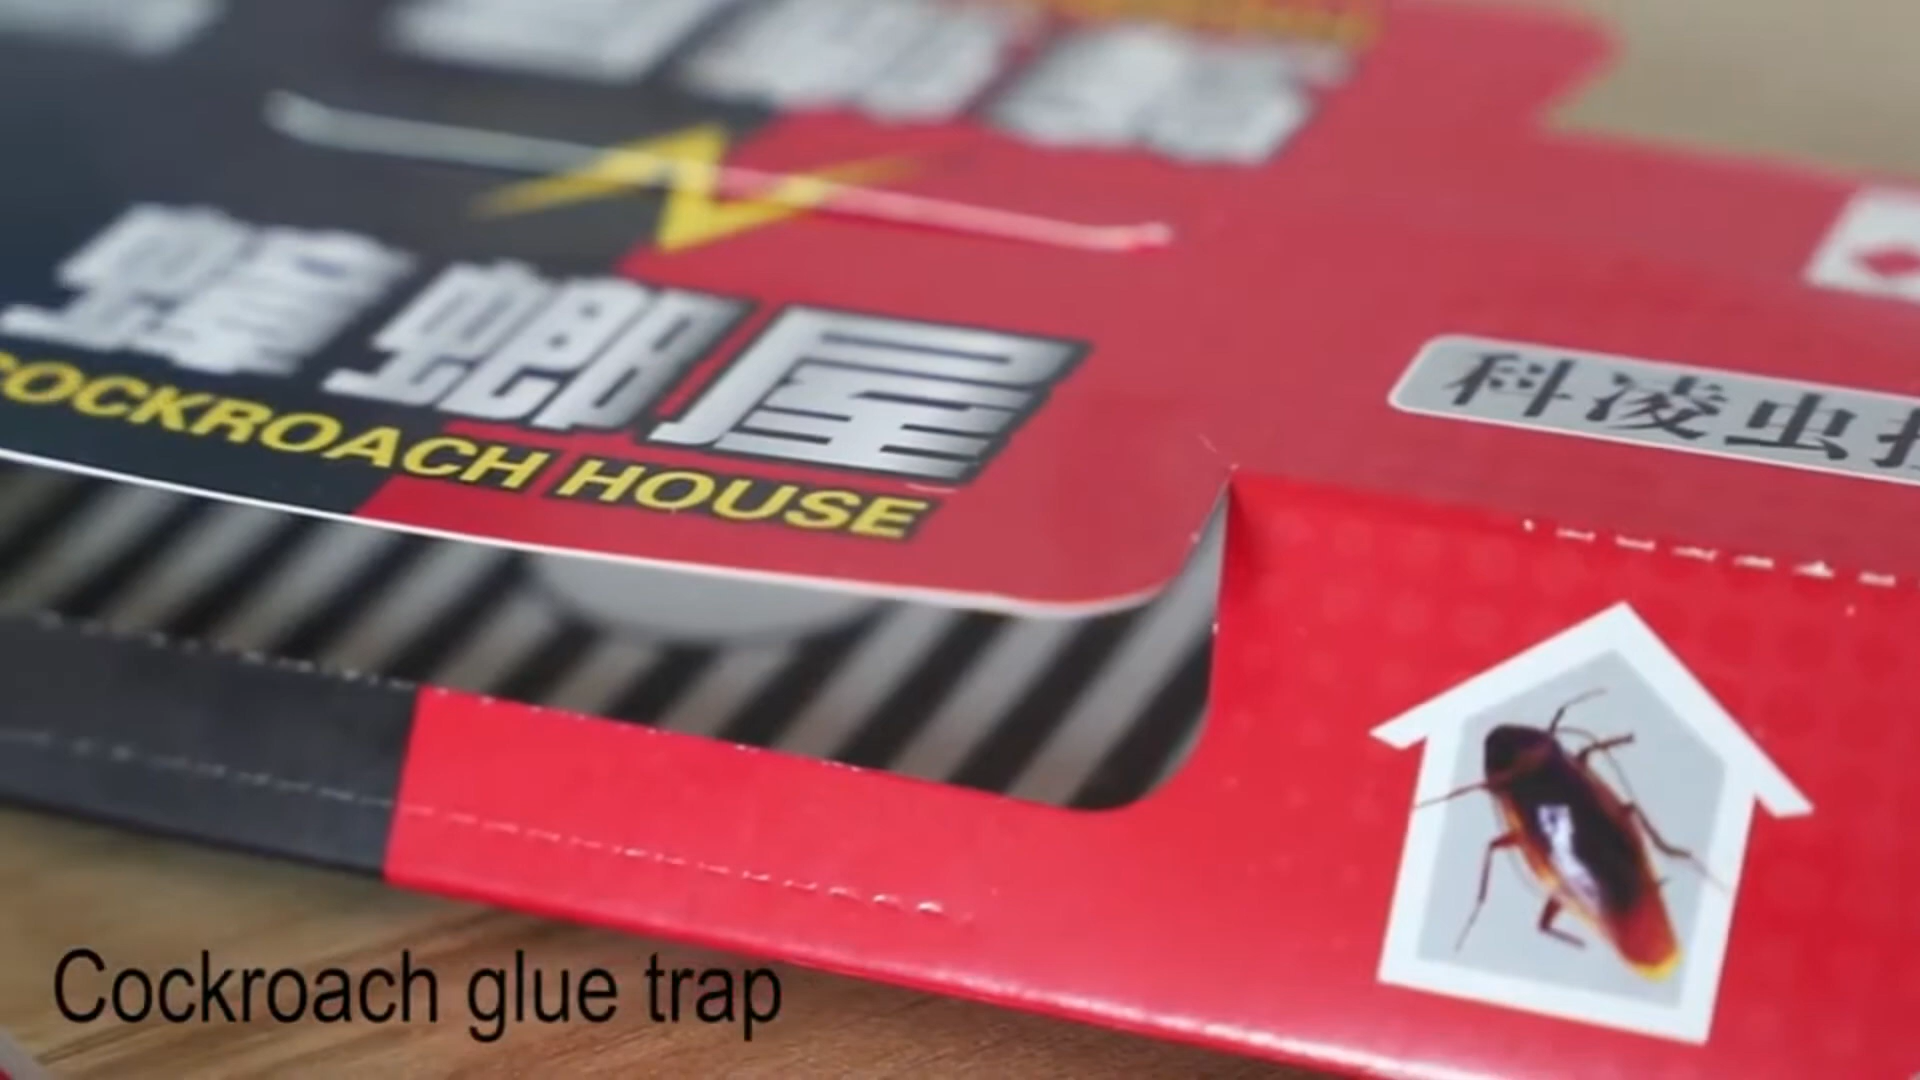 蟑螂屋
COCKROACH HOUSE
科凌虫
Cockroach glue trap